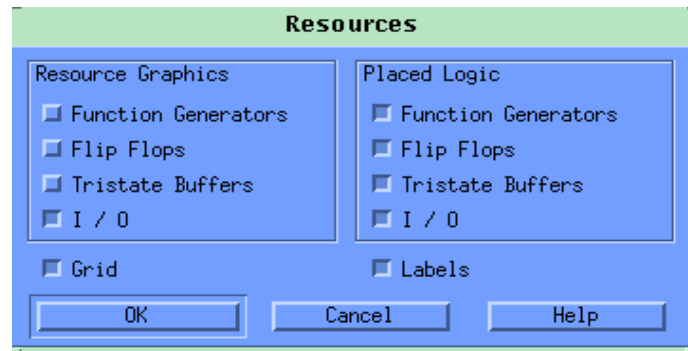 Resources
Resource Graphics
Function Generators
Flip Flops
Tristate Buffers
I / O
Placed Logic
Function Generators
Flip Flops
Tristate Buffers
I / O
Grid
Labels
OK
Cancel
Help